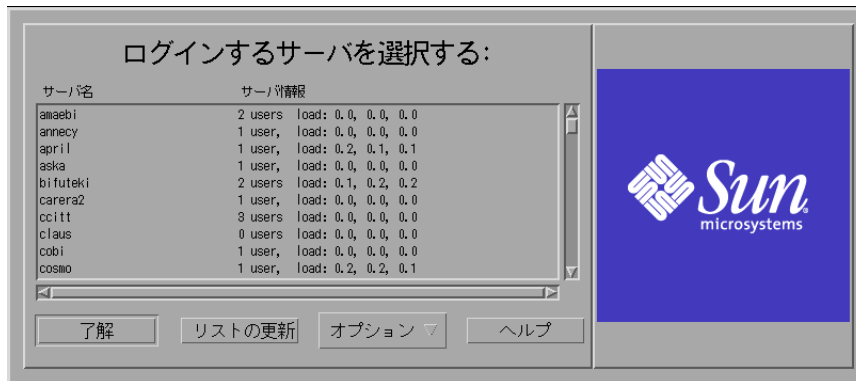 ログインするサーバを選択する:
サーバ名 サーバ情報
amaebi 2 users load: 0.0, 0.0, 0.0
annecy 1 user, load: 0.0, 0.0, 0.0
april 1 user, load: 0.2, 0.1, 0.1
aska 1 user, load: 0.0, 0.0, 0.0
bifuteki 2 users load: 0.1, 0.2, 0.2
carera2 1 user, load: 0.0, 0.0, 0.0
ccitt 3 users load: 0.0, 0.0, 0.0
claus 0 users load: 0.0, 0.0, 0.0
cobi 1 user, load: 0.0, 0.0, 0.0
cosmo 1 user, load: 0.2, 0.2, 0.1
了解 リストの更新 オプション ヘルプ
Sun
microsystems